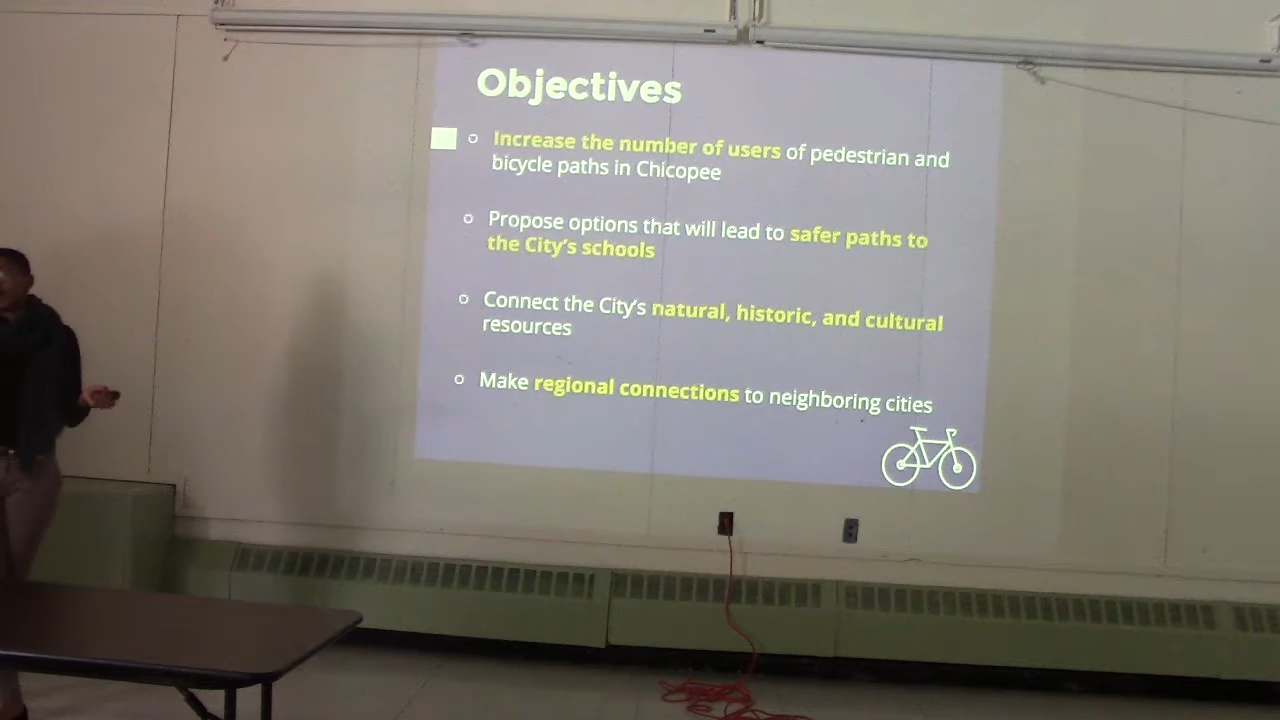 Objectives
Increase the number of users of pedestrian and
bicycle paths in Chicopee
Propose options that will lead to safer paths to
the City's schools
Connect the City's natural, historic, and cultural
resources
Make regional connections to neighboring cities